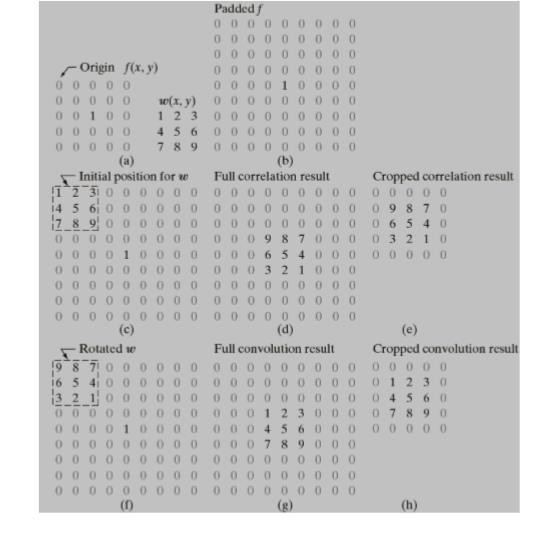 Padded f
0 0 0 0 0 0 0 0 0
0 0 0 0 0 0 0 0 0
0 0 0 0 0 0 0 0 0
0 0 0 0 0 0 0 0 0
0 0 0 0 1 0 0 0 0
0 0 0 0 0 0 0 0 0
0 0 0 0 0 0 0 0 0
0 0 0 0 0 0 0 0 0
0 0 0 0 0 0 0 0 0
(b)
Origin f(x, y)
0 0 0 0 0
0 0 0 0 0
0 0 1 0 0
0 0 0 0 0
0 0 0 0 0
w(x, y)
1 2 3
4 5 6
7 8 9
(a)
Initial position for w
1 2 3 0 0 0 0 0 0
4 5 6 0 0 0 0 0 0
7 8 9 0 0 0 0 0 0
0 0 0 0 0 0 0 0 0
0 0 0 0 1 0 0 0 0
0 0 0 0 0 0 0 0 0
0 0 0 0 0 0 0 0 0
0 0 0 0 0 0 0 0 0
0 0 0 0 0 0 0 0 0
(c)
Full correlation result
0 0 0 0 0 0 0 0 0
0 0 0 0 0 0 0 0 0
0 0 0 0 0 0 0 0 0
0 0 0 9 8 7 0 0 0
0 0 0 6 5 4 0 0 0
0 0 0 3 2 1 0 0 0
0 0 0 0 0 0 0 0 0
0 0 0 0 0 0 0 0 0
0 0 0 0 0 0 0 0 0
(d)
Cropped correlation result
0 0 0 0 0
0 9 8 7 0
0 6 5 4 0
0 3 2 1 0
0 0 0 0 0
(e)
Rotated w
9 8 7 0 0 0 0 0 0
6 5 4 0 0 0 0 0 0
3 2 1 0 0 0 0 0 0
0 0 0 0 0 0 0 0 0
0 0 0 0 1 0 0 0 0
0 0 0 0 0 0 0 0 0
0 0 0 0 0 0 0 0 0
0 0 0 0 0 0 0 0 0
0 0 0 0 0 0 0 0 0
(f)
Full convolution result
0 0 0 0 0 0 0 0 0
0 0 0 0 0 0 0 0 0
0 0 0 0 0 0 0 0 0
0 0 0 1 2 3 0 0 0
0 0 0 4 5 6 0 0 0
0 0 0 7 8 9 0 0 0
0 0 0 0 0 0 0 0 0
0 0 0 0 0 0 0 0 0
0 0 0 0 0 0 0 0 0
(g)
Cropped convolution result
0 0 0 0 0
0 1 2 3 0
0 4 5 6 0
0 7 8 9 0
0 0 0 0 0
(h)